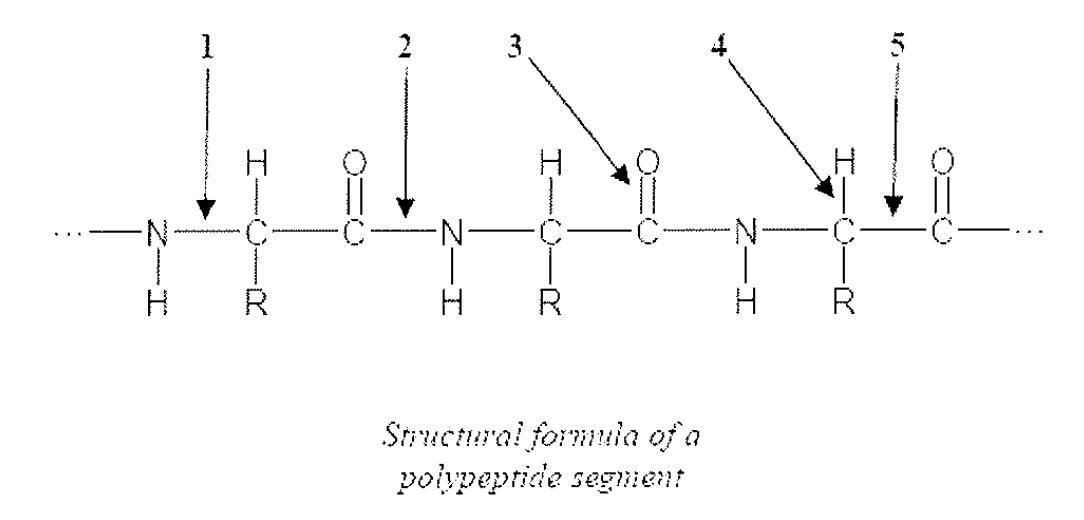 1 2 3 4 5
H O H O H O
... N C C N C C N C C ...
H R H R H R
Structural formula of a
polypeptide segment